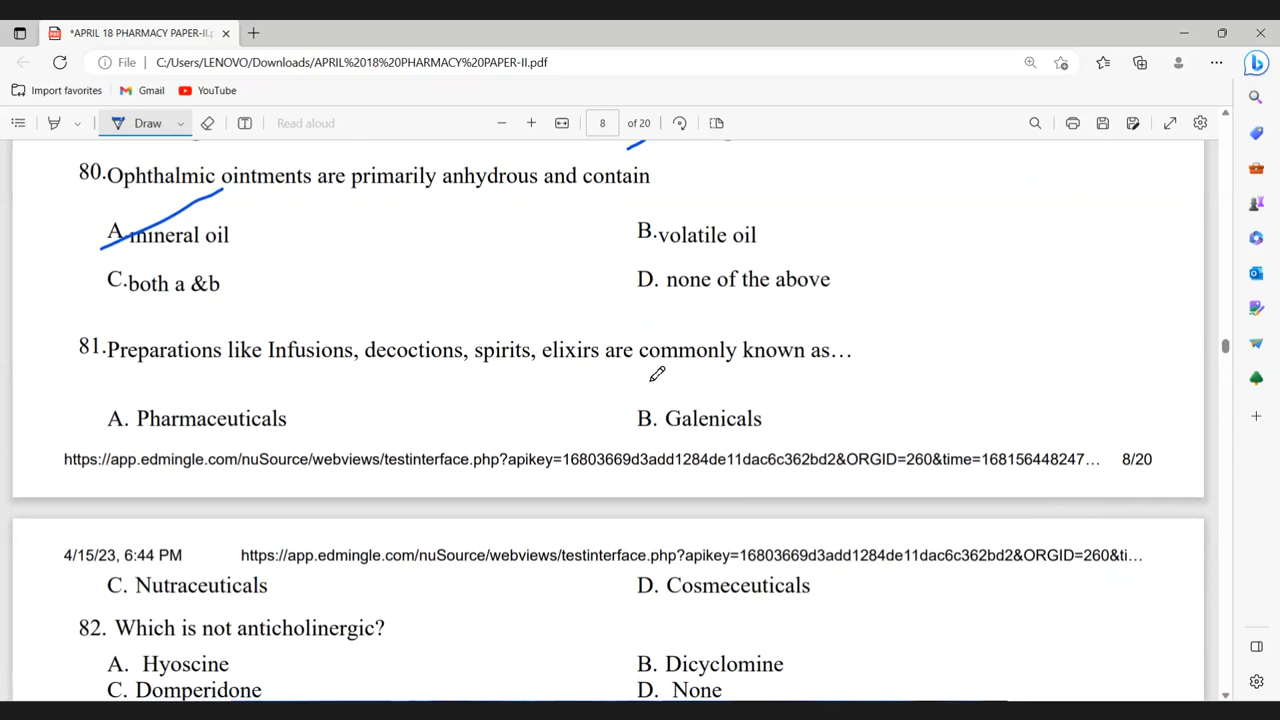 *APRIL 18 PHARMACY PAPER-II.p
File C:/Users/LENOVO/Downloads/APRIL%2018%20PHARMACY%20PAPER-II.pdf
Import favorites Gmail YouTube
Draw Read aloud 8 of 20
80.Ophthalmic ointments are primarily anhydrous and contain
A.mineral oil B.volatile oil
C.both a &b D. none of the above
81.Preparations like Infusions, decoctions, spirits, elixirs are commonly known as…
A. Pharmaceuticals B. Galenicals
https://app.edmingle.com/nuSource/webviews/testinterface.php?apikey=16803669d3add1284de11dac6c362bd2&ORGID=260&time=168156448247… 8/20
4/15/23, 6:44 PM https://app.edmingle.com/nuSource/webviews/testinterface.php?apikey=16803669d3add1284de11dac6c362bd2&ORGID=260&ti…
C. Nutraceuticals D. Cosmeceuticals
82. Which is not anticholinergic?
A. Hyoscine B. Dicyclomine
C. Domperidone D. None